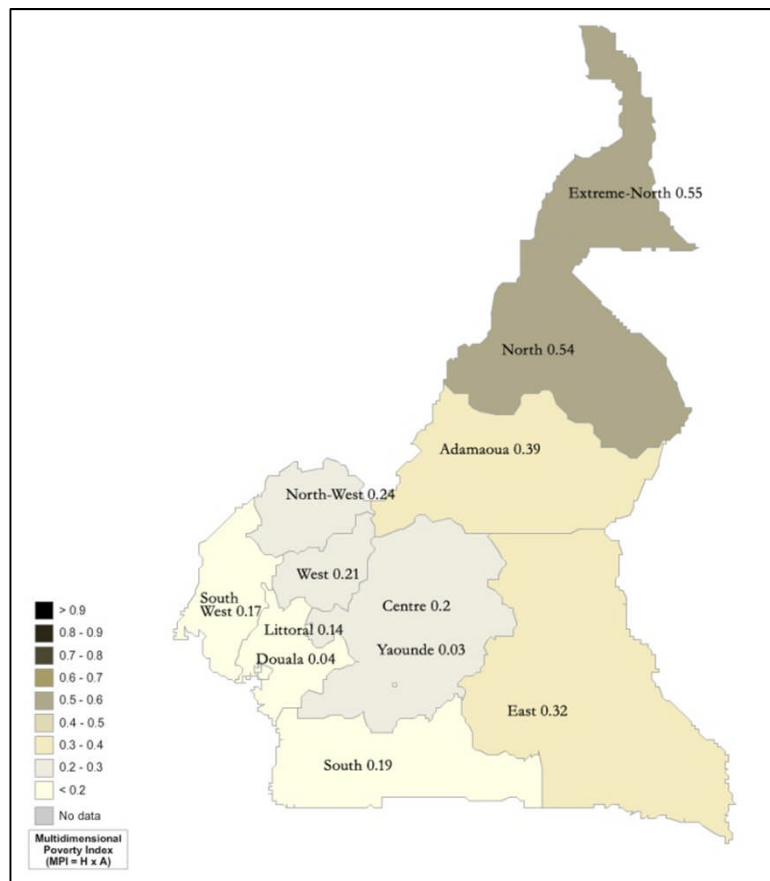 Extreme-North 0.55
North 0.54
Adamaoua 0.39
North-West 0.24
West 0.21
South
West 0.17
Centre 0.2
Littoral 0.14
Yaounde 0.03
Douala 0.04
East 0.32
South 0.19
> 0.9
0.8 - 0.9
0.7 - 0.8
0.6 - 0.7
0.5 - 0.6
0.4 - 0.5
0.3 - 0.4
0.2 - 0.3
< 0.2
No data
Multidimensional
Poverty Index
(MPI = H x A)